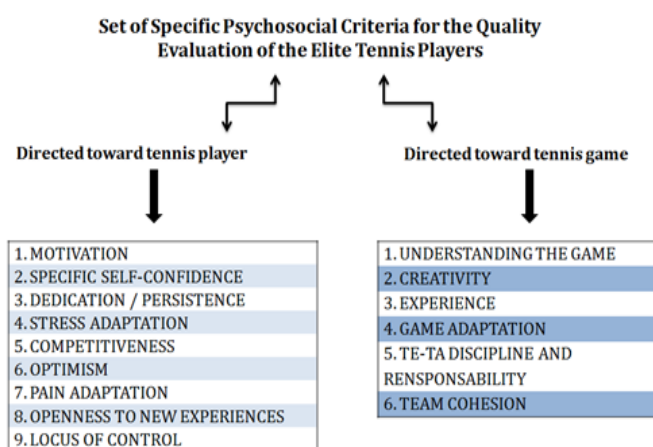 Set of Specific Psychosocial Criteria for the Quality
Evaluation of the Elite Tennis Players
Directed toward tennis player
Directed toward tennis game
1. MOTIVATION
2. SPECIFIC SELF-CONFIDENCE
3. DEDICATION / PERSISTENCE
4. STRESS ADAPTATION
5. COMPETITIVENESS
6. OPTIMISM
7. PAIN ADAPTATION
8. OPENNESS TO NEW EXPERIENCES
9. LOCUS OF CONTROL
1. UNDERSTANDING THE GAME
2. CREATIVITY
3. EXPERIENCE
4. GAME ADAPTATION
5. TE-TA DISCIPLINE AND
RENSPONSABILITY
6. TEAM COHESION